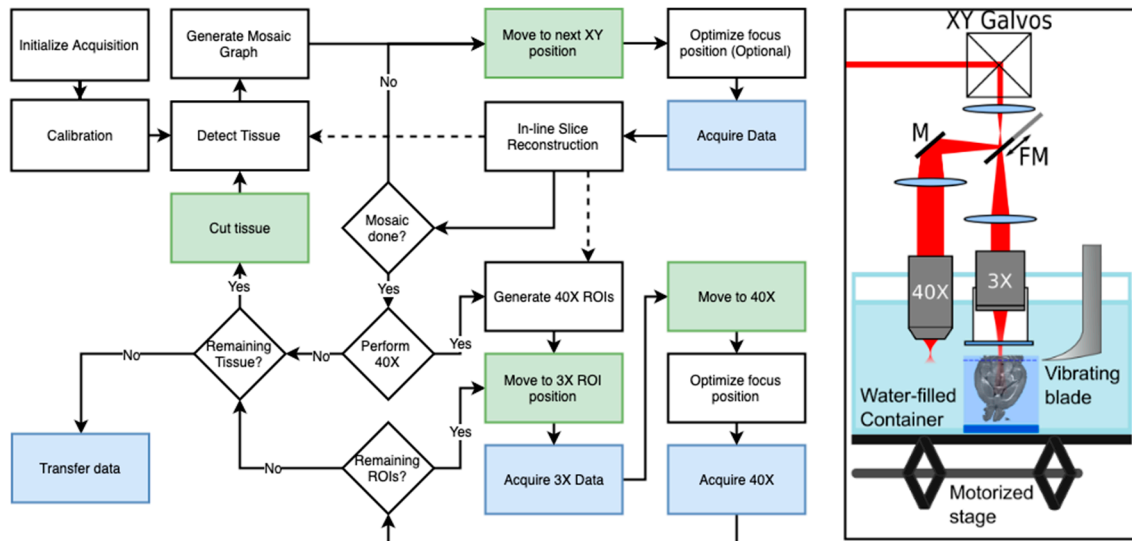 Initialize Acquisition
Generate Mosaic
Graph
Move to next XY
position
Optimize focus
position (Optional)
No
Calibration
Detect Tissue
In-line Slice
Reconstruction
Acquire Data
Cut tissue
Mosaic
done?
Yes
Yes
Generate 40X ROIs
Move to 40X
Remaining
Tissue?
No
Perform
40X
Yes
No
Move to 3X ROI
position
Optimize focus
position
Yes
Transfer data
No
Remaining
ROIs?
Acquire 3X Data
Acquire 40X
XY Galvos
M
FM
40X
3X
Water-filled
Container
Vibrating
blade
Motorized
stage